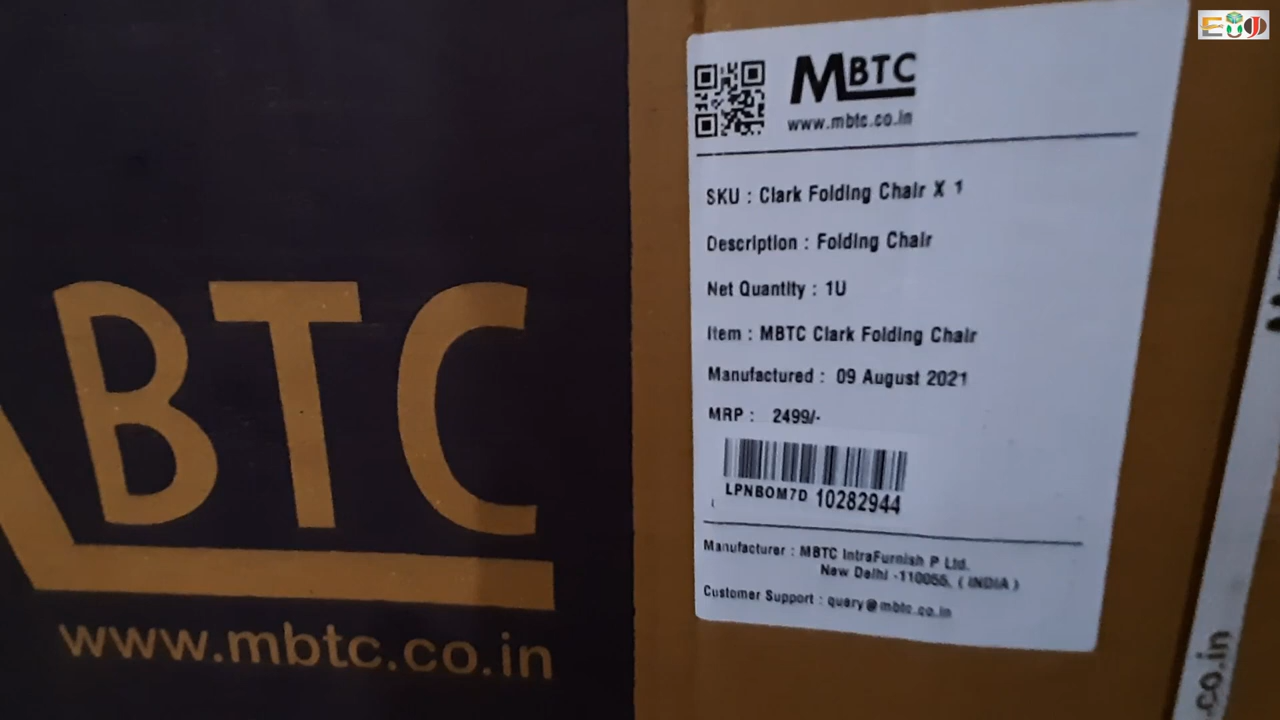 BTC
www.mbtc.co.in
MBTC
www.mbtc.co.in
SKU : Clark Folding Chair X 1
Description : Folding Chair
Net Quantity : 1U
Item : MBTC Clark Folding Chair
Manufactured : 09 August 2021
MRP : 2499/-
LPNBOM7D 10282944
Manufacturer : MBTC IntraFurnish P Ltd.
New Delhi -110055, ( INDIA )
Customer Support : query@mbtc.co.in
.co.in